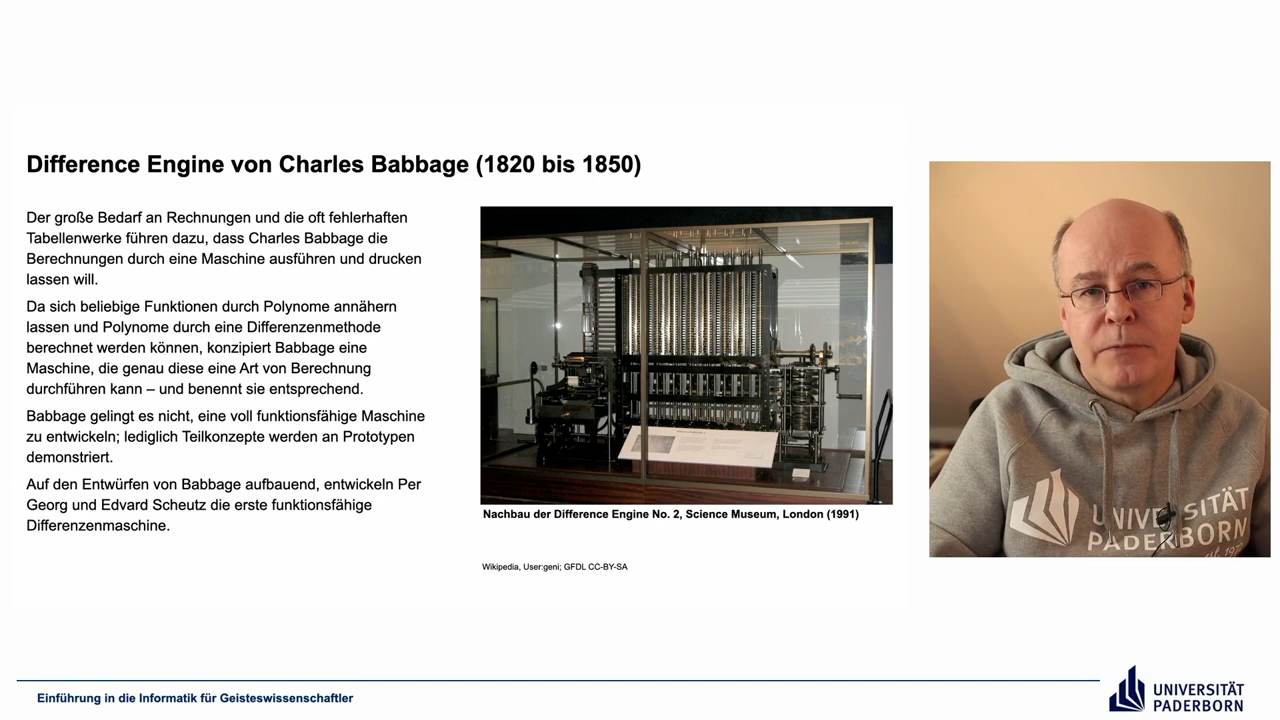 Difference Engine von Charles Babbage (1820 bis 1850)
Der große Bedarf an Rechnungen und die oft fehlerhaften
Tabellenwerke führen dazu, dass Charles Babbage die
Berechnungen durch eine Maschine ausführen und drucken
lassen will.
Da sich beliebige Funktionen durch Polynome annähern
lassen und Polynome durch eine Differenzenmethode
berechnet werden können, konzipiert Babbage eine
Maschine, die genau diese eine Art von Berechnung
durchführen kann – und benennt sie entsprechend.
Babbage gelingt es nicht, eine voll funktionsfähige Maschine
zu entwickeln; lediglich Teilkonzepte werden an Prototypen
demonstriert.
Auf den Entwürfen von Babbage aufbauend, entwickeln Per
Georg und Edvard Scheutz die erste funktionsfähige
Differenzenmaschine.
Nachbau der Difference Engine No. 2, Science Museum, London (1991)
Wikipedia, User:geni; GFDL CC-BY-SA
UNIVERSITÄT
PADERBORN
Einführung in die Informatik für Geisteswissenschaftler
UNIVERSITÄT
PADERBORN